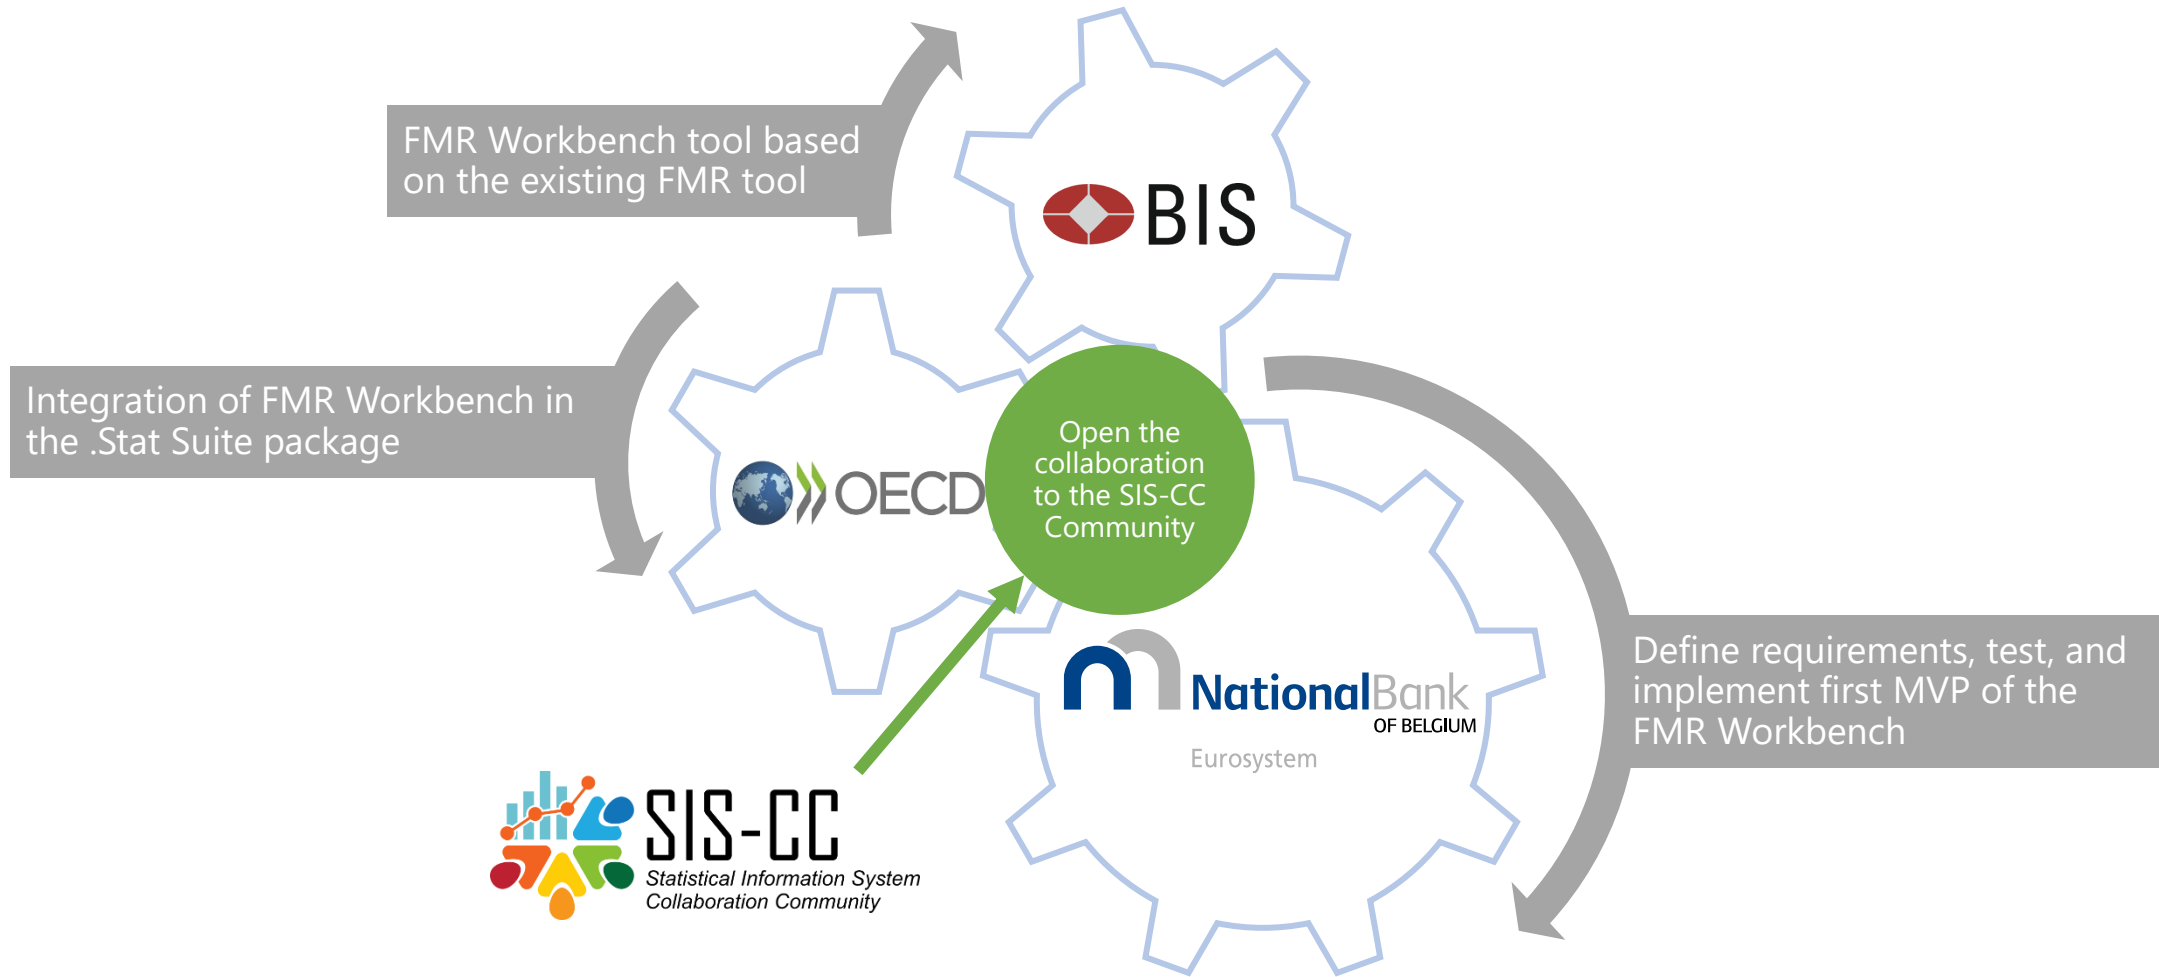 FMR Workbench tool based
on the existing FMR tool
BIS
Integration of FMR Workbench in
the .Stat Suite package
OECD
Open the
collaboration
to the SIS-CC
Community
Define requirements, test, and
implement first MVP of the
FMR Workbench
NationalBank
OF BELGIUM
Eurosystem
SIS-CC
Statistical Information System
Collaboration Community